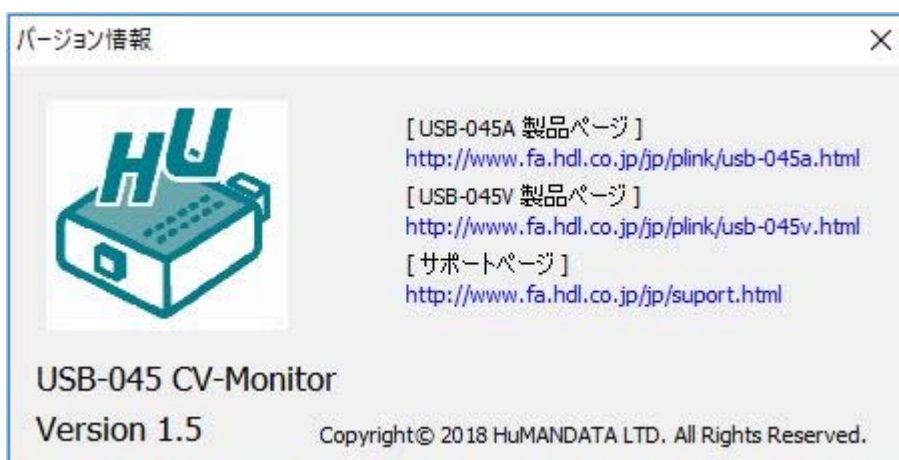 バージョン情報
HU
[ USB-045A 製品ページ ]
http://www.fa.hdl.co.jp/jp/plink/usb-045a.html
[ USB-045V 製品ページ ]
http://www.fa.hdl.co.jp/jp/plink/usb-045v.html
[ サポートページ ]
http://www.fa.hdl.co.jp/jp/suport.html
USB-045 CV-Monitor
Version 1.5
Copyright© 2018 HuMANDATA LTD. All Rights Reserved.